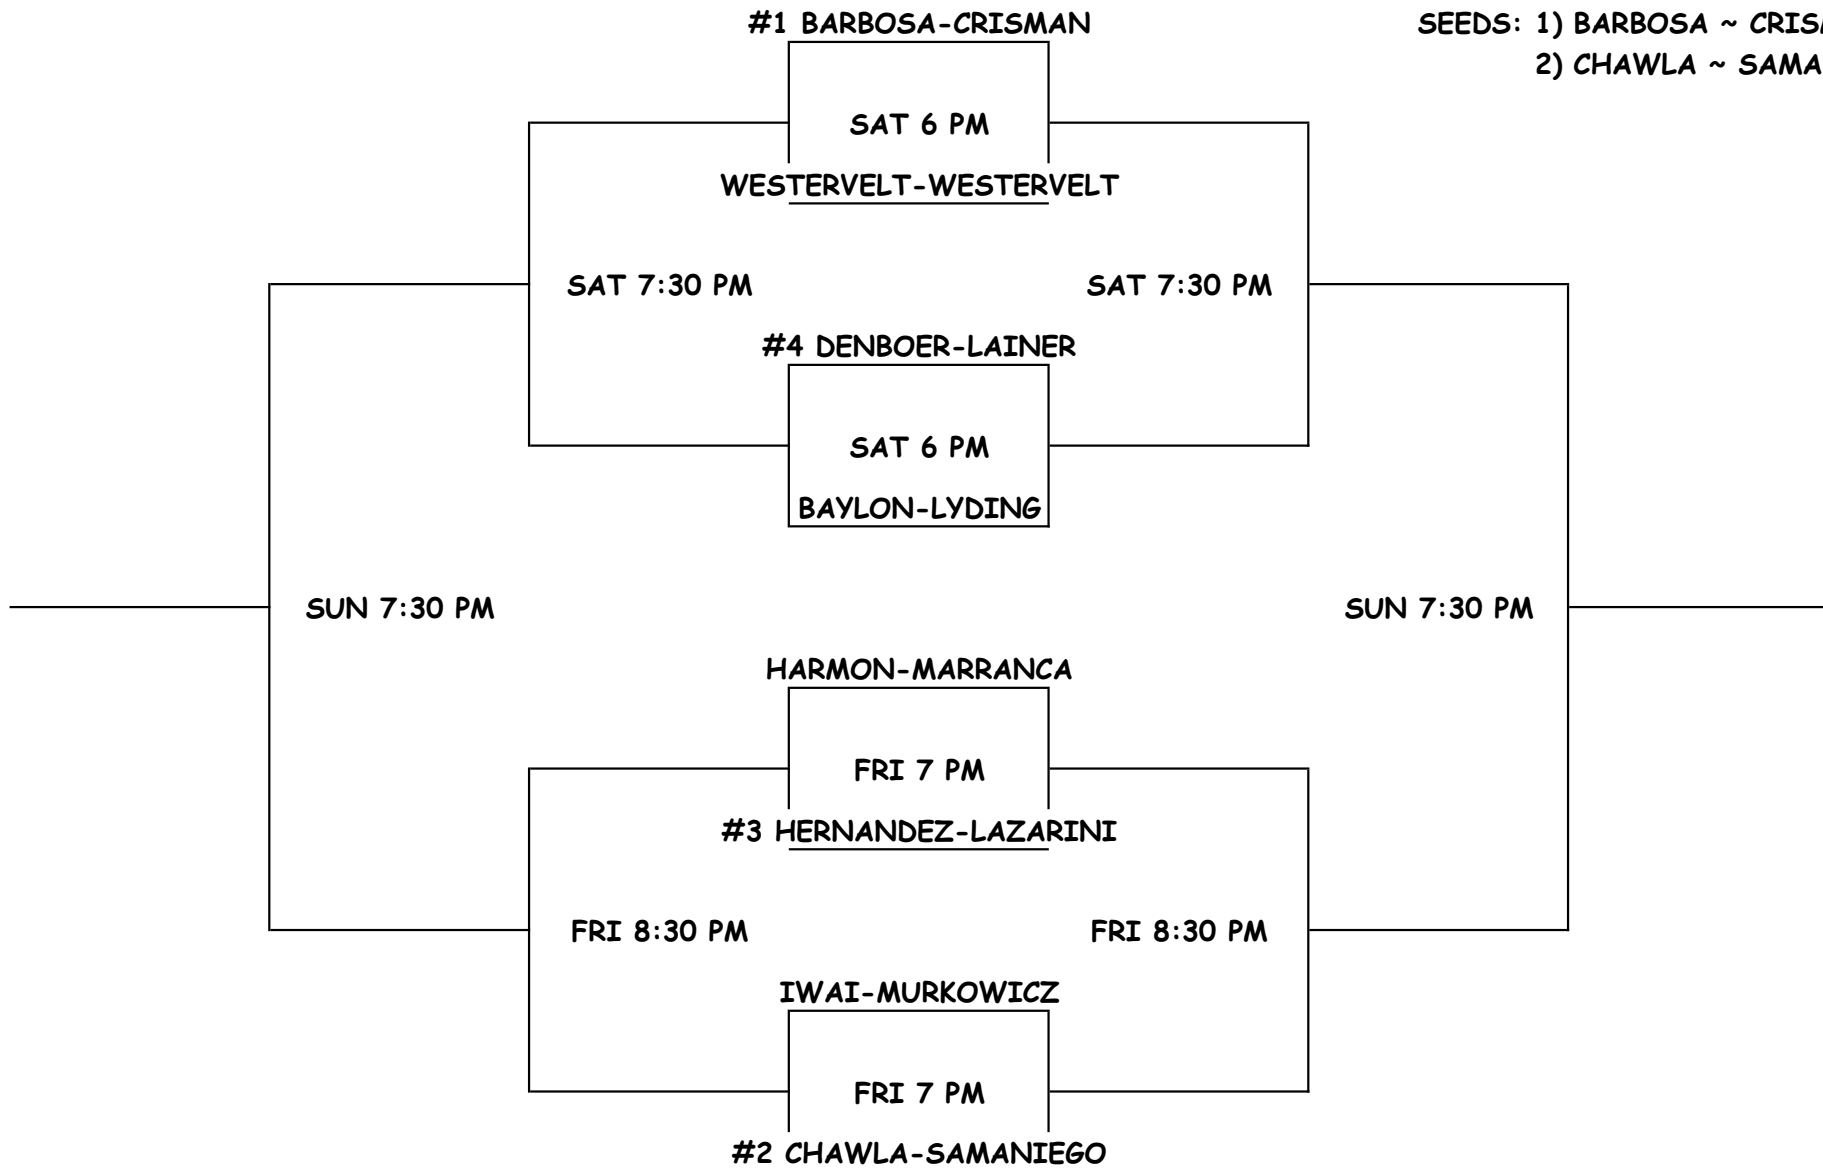 #1 BARBOSA-CRISMAN
SEEDS: 1) BARBOSA ~
2) CHAWLA ~
SAT 6 PM
WESTERVELT-WESTERVELT
SAT 7:30 PM
SAT 7:30 PM
#4 DENBOER-LAINER
SAT 6 PM
BAYLON-LYDING
SUN 7:30 PM
SUN 7:30 PM
HARMON-MARRANCA
FRI 7 PM
#3 HERNANDEZ-LAZARINI
FRI 8:30 PM
FRI 8:30 PM
IWAI-MURKOWICZ
FRI 7 PM
#2 CHAWLA-SAMANIEGO